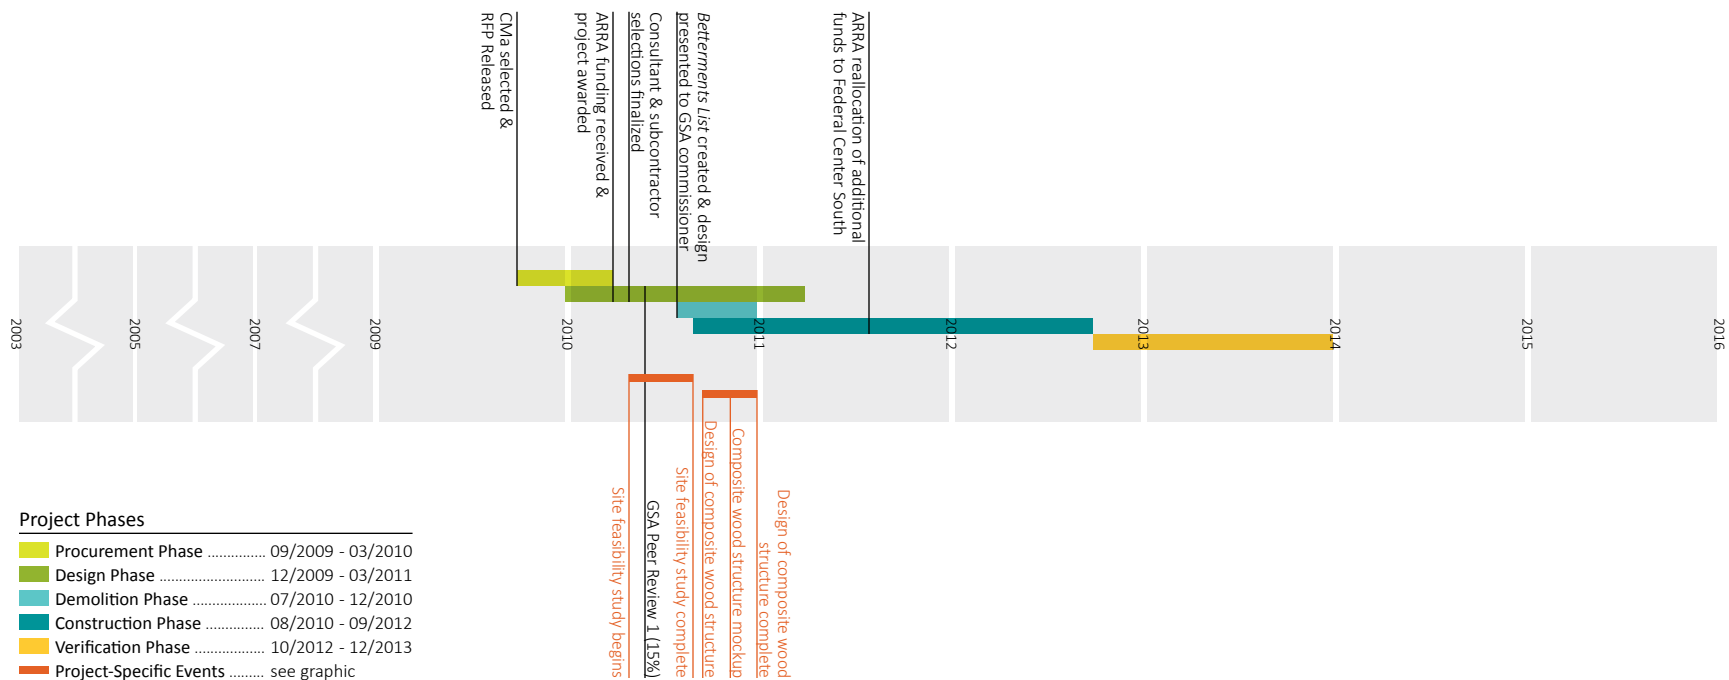 CMa selected &
RFP Released
ARRA funding received &
project awarded
Consultant & subcontractor
selections finalized
Betterments List created & design
presented to GSA commissioner
ARRA reallocation of additional
funds to Federal Center South
2003
2005
2007
2009
2010
2011
2012
2013
2014
2015
2016
Site feasibility study begins
GSA Peer Review 1 (15%)
Site feasibility study complete
Design of composite wood structure
Composite wood structure mockup
Design of composite wood
structure complete
Project Phases
Procurement Phase .............. 09/2009 - 03/2010
Design Phase ......................... 12/2009 - 03/2011
Demolition Phase .................. 07/2010 - 12/2010
Construction Phase .............. 08/2010 - 09/2012
Verification Phase ................. 10/2012 - 12/2013
Project-Specific Events ......... see graphic